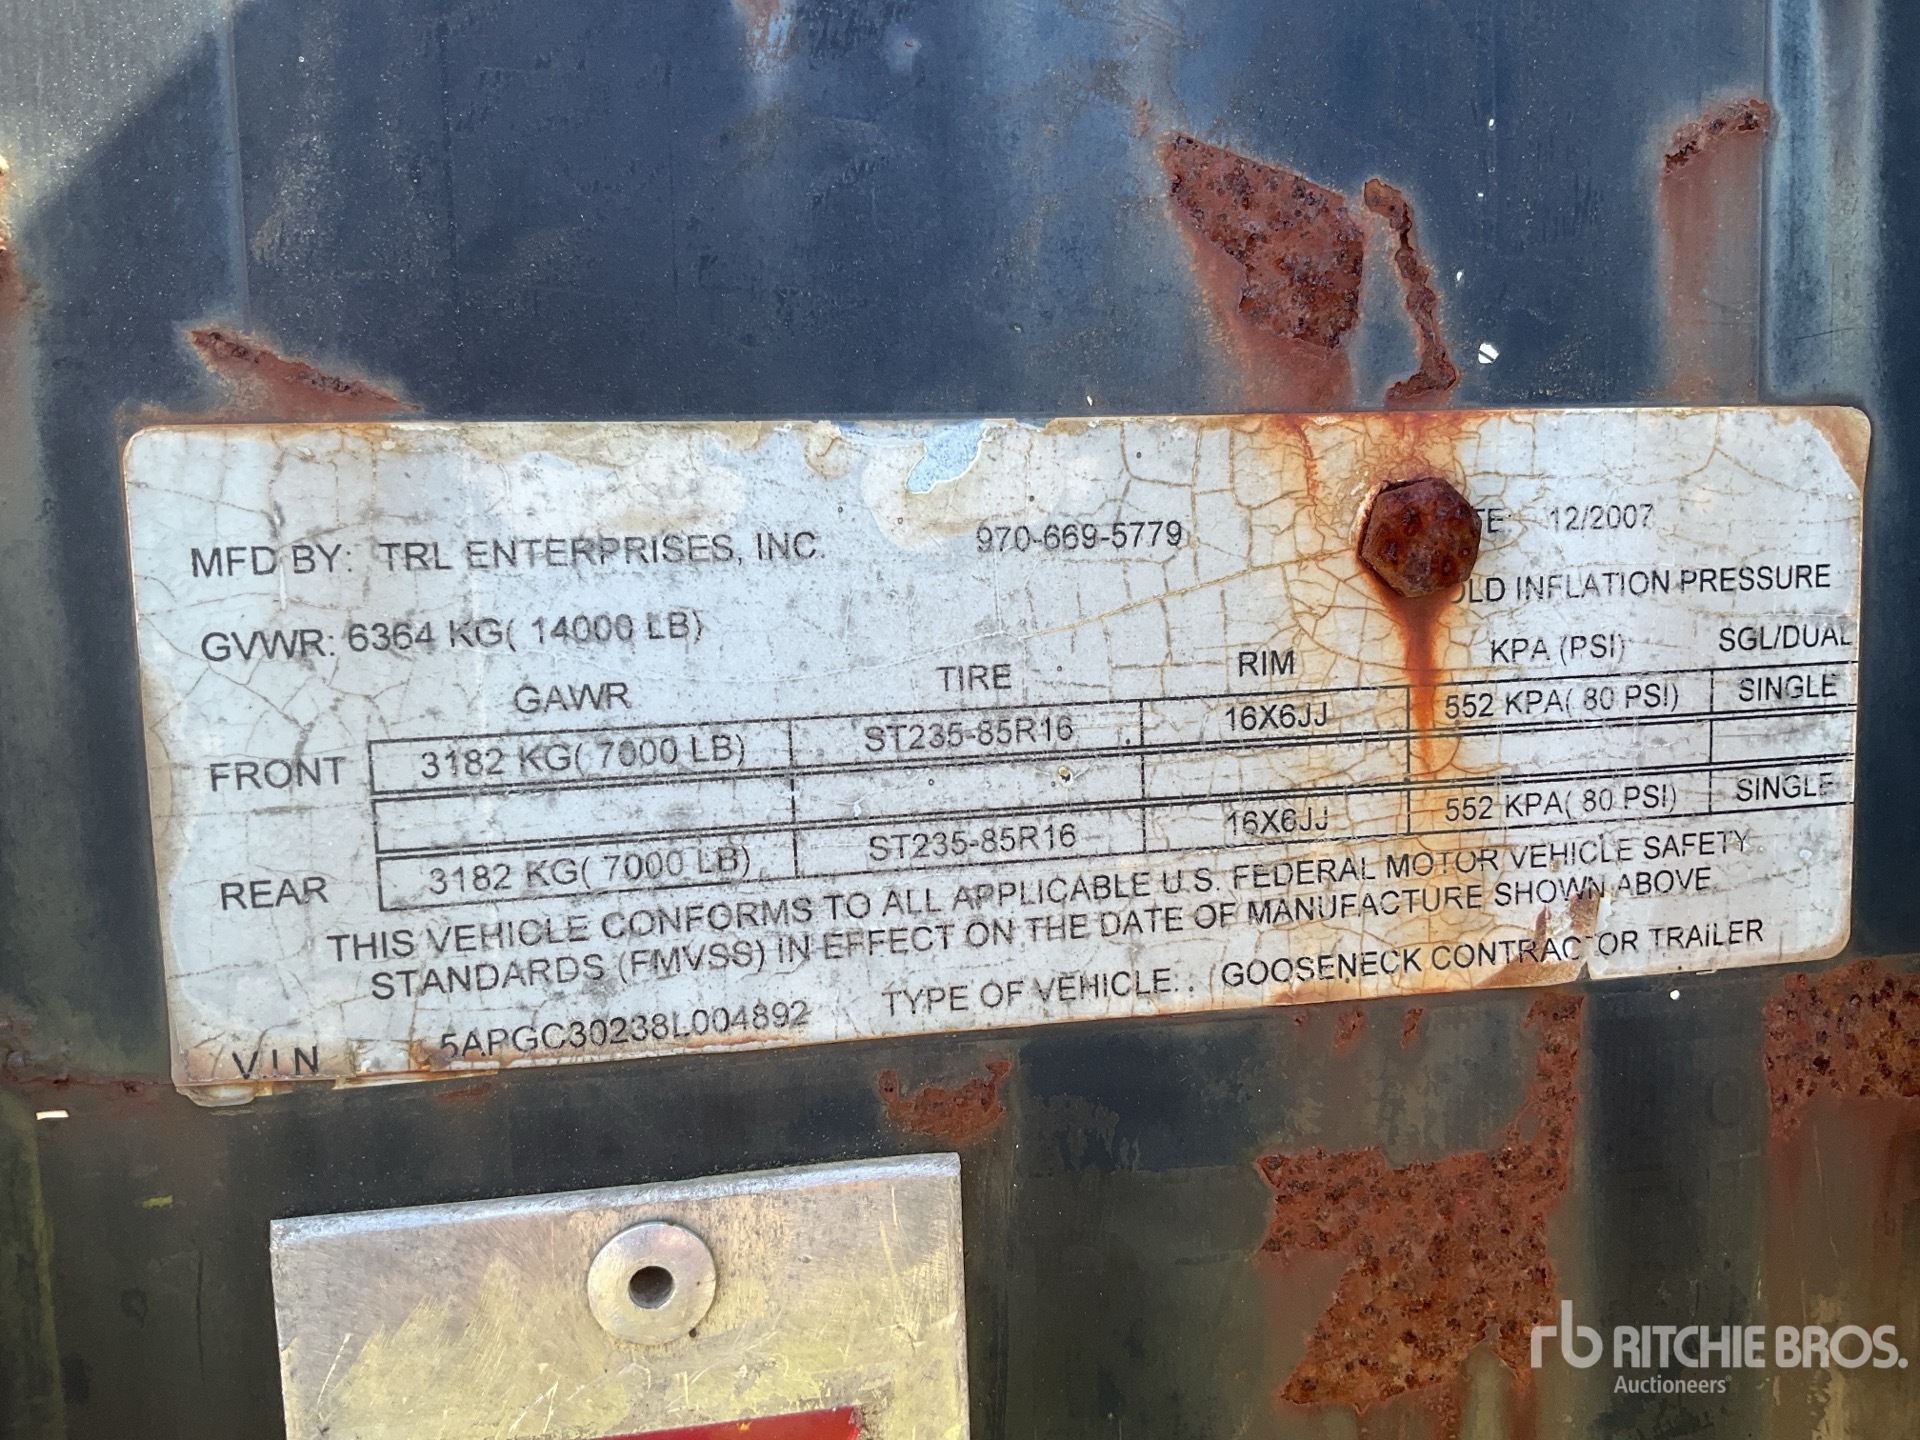 MFD BY: TRL ENTERPRISES, INC. 970-669-5779 TE 12/2007
GVWR: 6364 KG( 14000 LB) OLD INFLATION PRESSURE
GAWR TIRE RIM KPA (PSI) SGL/DUAL
FRONT 3182 KG( 7000 LB) ST235-85R16 16X6JJ 552 KPA( 80 PSI) SINGLE
REAR 3182 KG( 7000 LB) ST235-85R16 16X6JJ 552 KPA( 80 PSI) SINGLE
THIS VEHICLE CONFORMS TO ALL APPLICABLE U.S. FEDERAL MOTOR VEHICLE SAFETY
STANDARDS (FMVSS) IN EFFECT ON THE DATE OF MANUFACTURE SHOWN ABOVE.
V.I.N 5APGC30238L004892 TYPE OF VEHICLE: GOOSENECK CONTRACTOR TRAILER
rb RITCHIE BROS.
Auctioneers